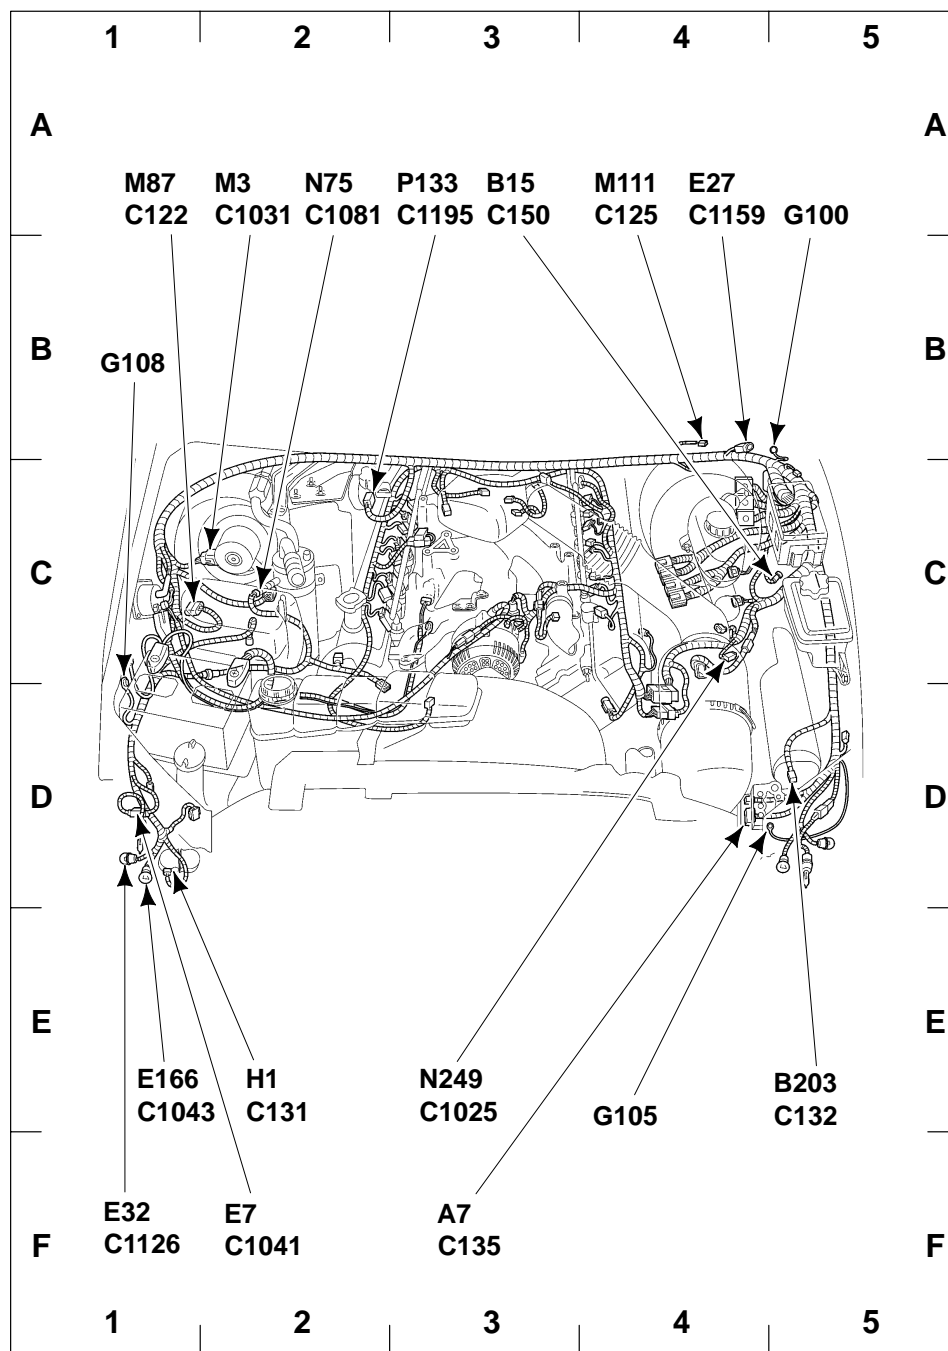 1 2 3 4 5
A A
M87 M3 N75 P133 B15 M111 E27
C122 C1031 C1081 C1195 C150 C125 C1159 G100
B B
G108
C C
D D
E E
E166 H1 N249 B203
C1043 C131 C1025 G105 C132
E32 E7 A7
C1126 C1041 C135
F F
1 2 3 4 5